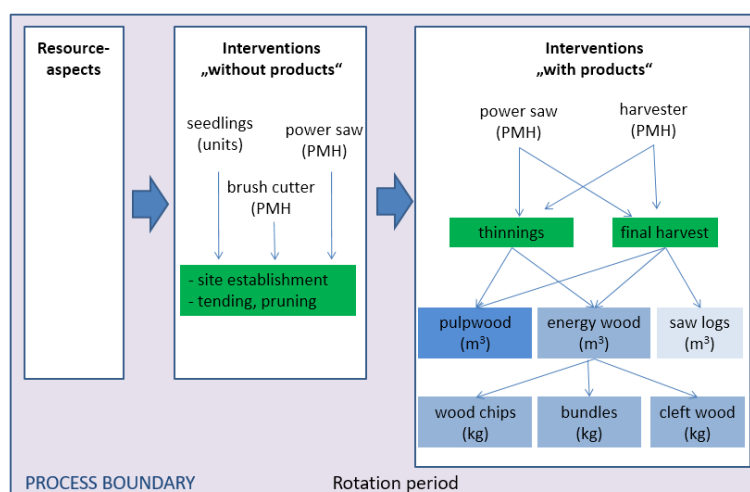 Resource-
aspects
Interventions
„without products“
seedlings
(units)
power saw
(PMH)
brush cutter
(PMH
- site establishment
- tending, pruning
Interventions
„with products“
power saw
(PMH)
harvester
(PMH)
thinnings
final harvest
pulpwood
(m³)
energy wood
(m³)
saw logs
(m³)
wood chips
(kg)
bundles
(kg)
cleft wood
(kg)
PROCESS BOUNDARY
Rotation period